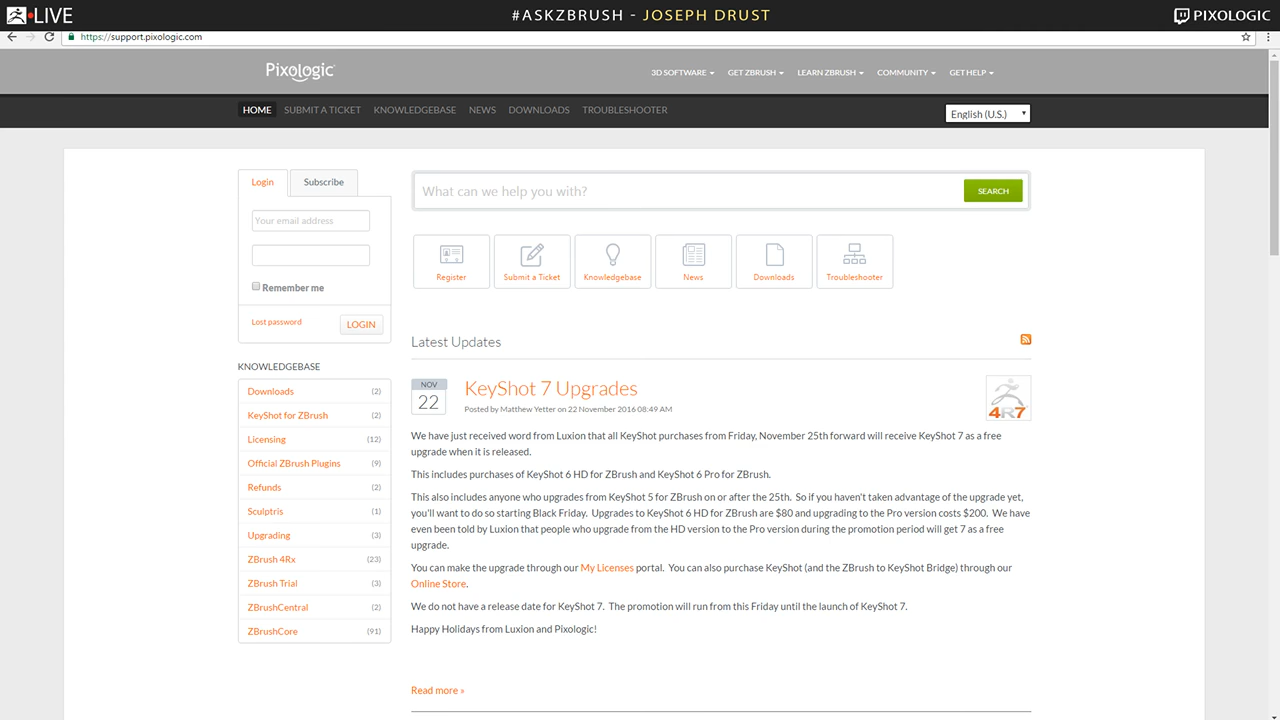 LIVE
#ASKZBRUSH - JOSEPH DRUST
PIXOLOGIC
https://support.pixologic.com
Pixologic
3D SOFTWARE
GET ZBRUSH
LEARN ZBRUSH
COMMUNITY
GET HELP
HOME
SUBMIT A TICKET
KNOWLEDGEBASE
NEWS
DOWNLOADS
TROUBLESHOOTER
English (U.S.)
Login
Subscribe
Your email address
Remember me
Lost password
LOGIN
What can we help you with?
SEARCH
Register
Submit a Ticket
Knowledgebase
News
Downloads
Troubleshooter
KNOWLEDGEBASE
Downloads (2)
KeyShot for ZBrush (2)
Licensing (12)
Official ZBrush Plugins (9)
Refunds (2)
Sculptris (1)
Upgrading (3)
ZBrush 4Rx (23)
ZBrush Trial (3)
ZBrushCentral (2)
ZBrushCore (91)
Latest Updates
NOV
22
KeyShot 7 Upgrades
Posted by Matthew Yetter on 22 November 2016 08:49 AM
4R7
We have just received word from Luxion that all KeyShot purchases from Friday, November 25th forward will receive KeyShot 7 as a free
upgrade when it is released.
This includes purchases of KeyShot 6 HD for ZBrush and KeyShot 6 Pro for ZBrush.
This also includes anyone who upgrades from KeyShot 5 for ZBrush on or after the 25th. So if you haven't taken advantage of the upgrade yet,
you'll want to do so starting Black Friday. Upgrades to KeyShot 6 HD for ZBrush are $80 and upgrading to the Pro version costs $200. We have
even been told by Luxion that people who upgrade from the HD version to the Pro version during the promotion period will get 7 as a free
upgrade.
You can make the upgrade through our My Licenses portal. You can also purchase KeyShot (and the ZBrush to KeyShot Bridge) through our
Online Store.
We do not have a release date for KeyShot 7. The promotion will run from this Friday until the launch of KeyShot 7.
Happy Holidays from Luxion and Pixologic!
Read more »